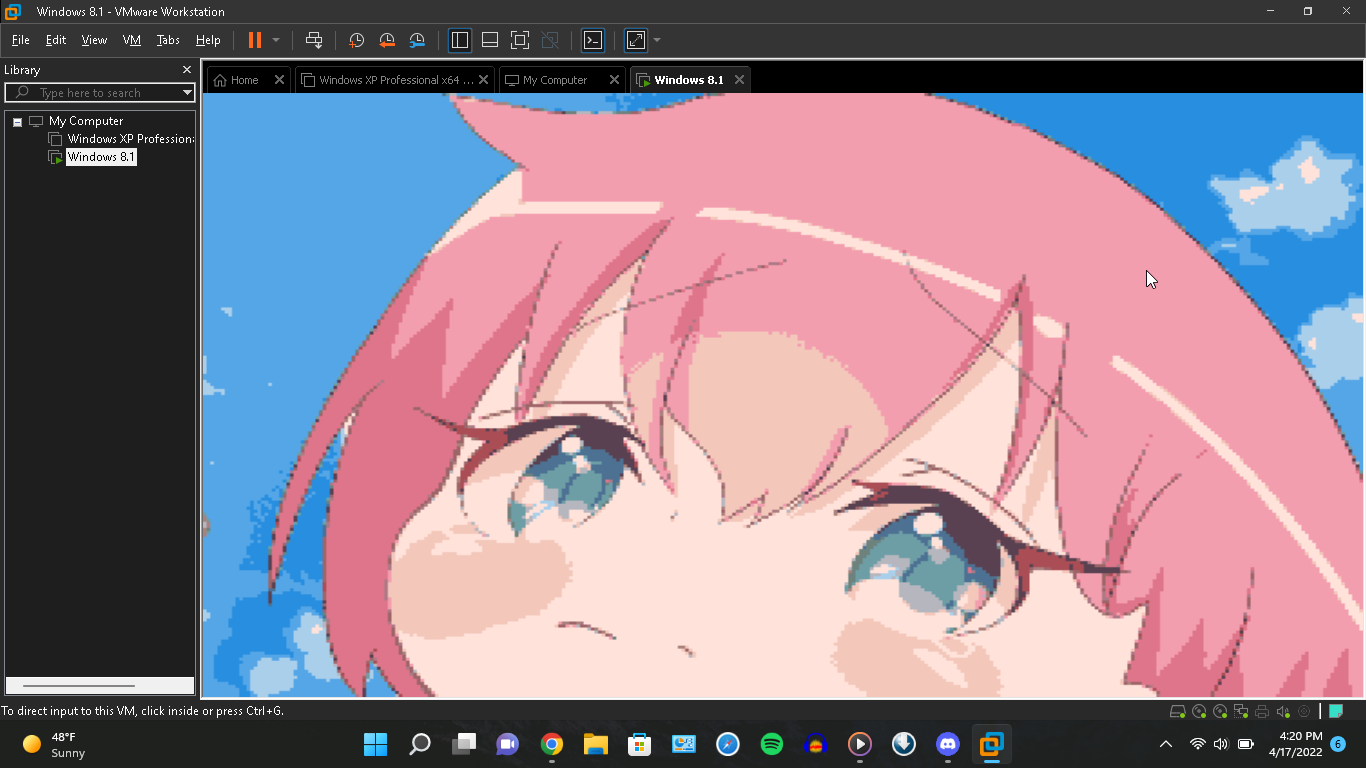 Windows 8.1 - VMware Workstation
File Edit View VM Tabs Help
Library
Type here to search
My Computer
Windows XP Profession
Windows 8.1
Home
Windows XP Professional x64 ...
My Computer
Windows 8.1
To direct input to this VM, click inside or press Ctrl+G.
48°F
Sunny
4:20 PM
4/17/2022
6